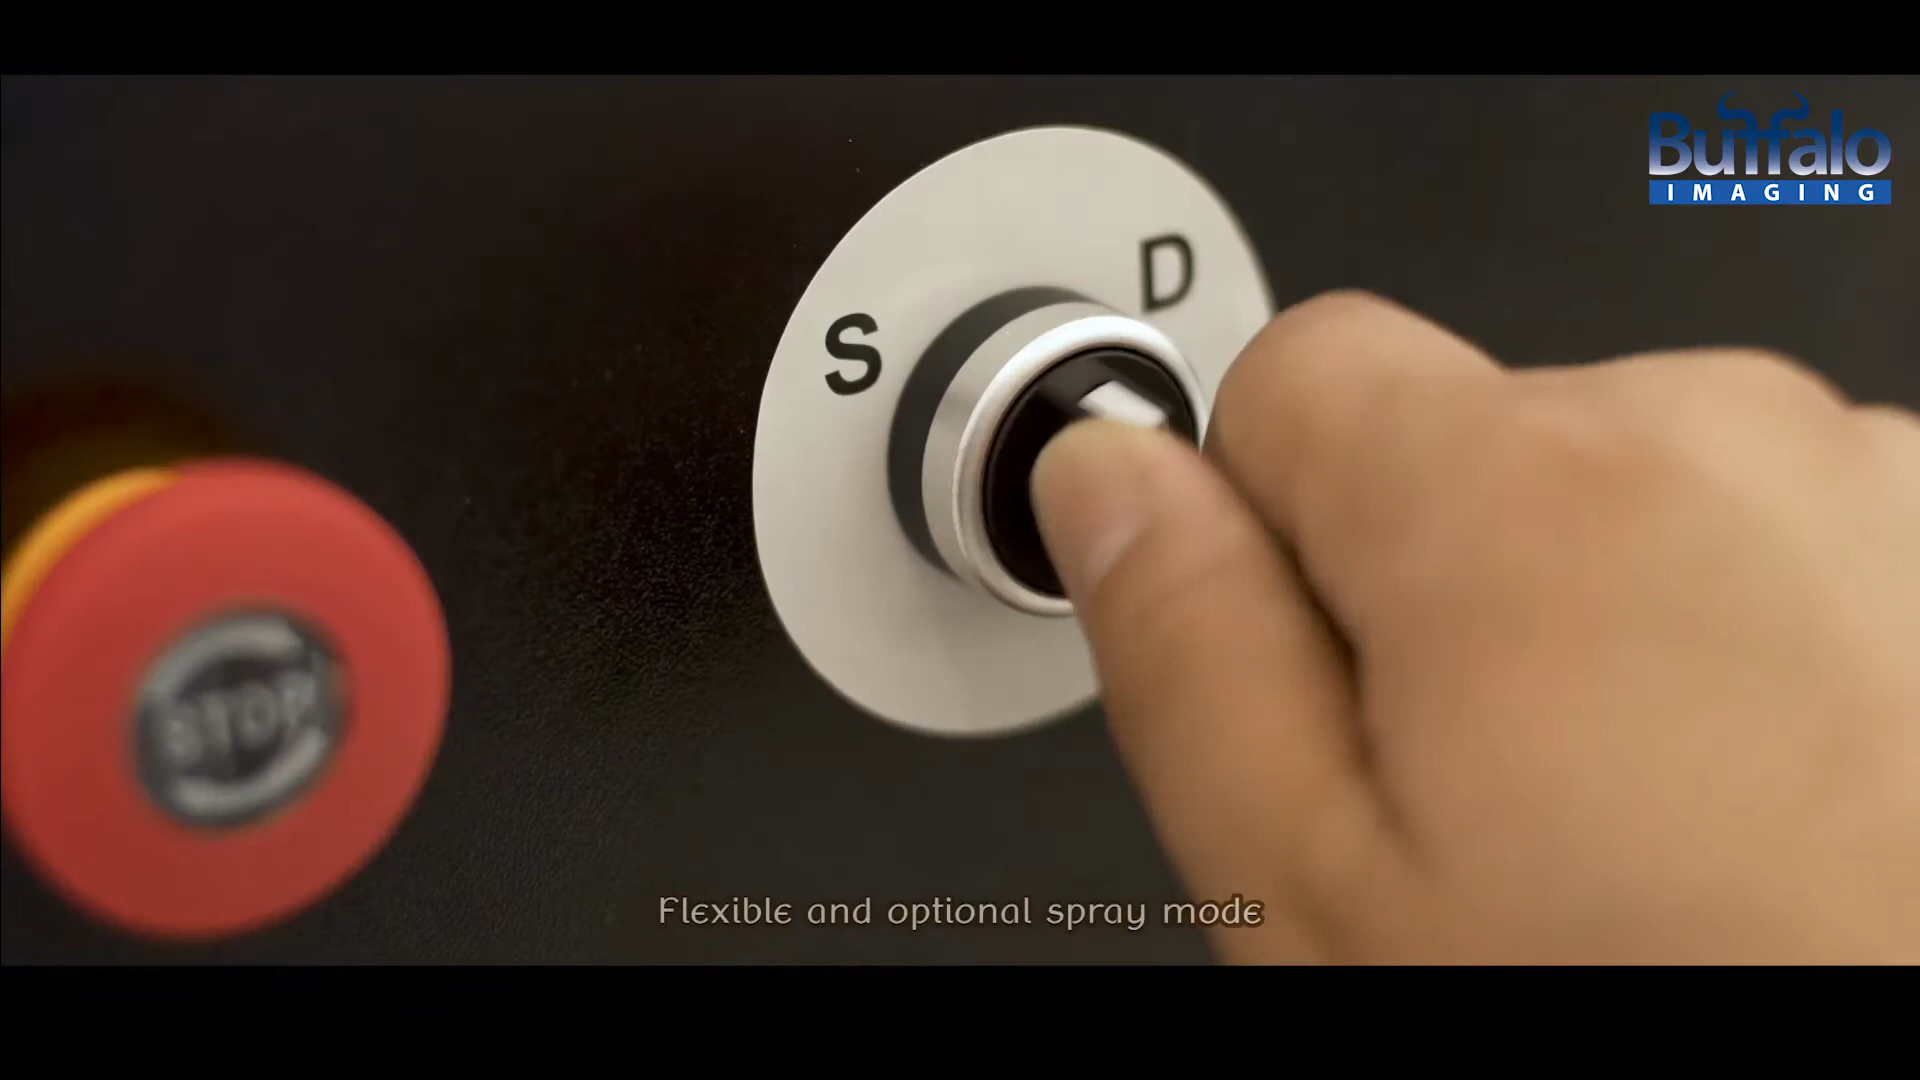 Buffalo
IMAGING
D
S
STOP
Flexible and optional spray mode